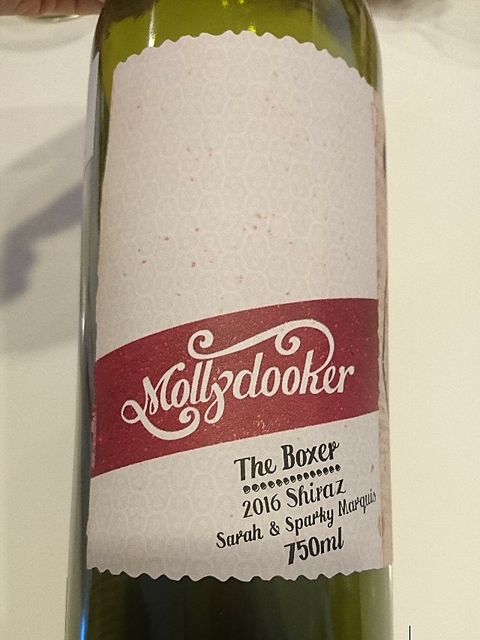 Mollydooker
The Boxer
2016 Shiraz
Sarah & Sparky Marquis
750ml